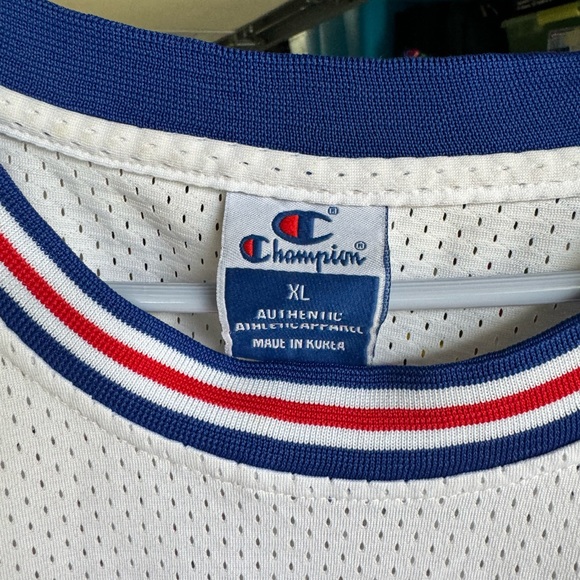 Champion®
XL
AUTHENTIC
ATHLETIC APPAREL
MADE IN KOREA